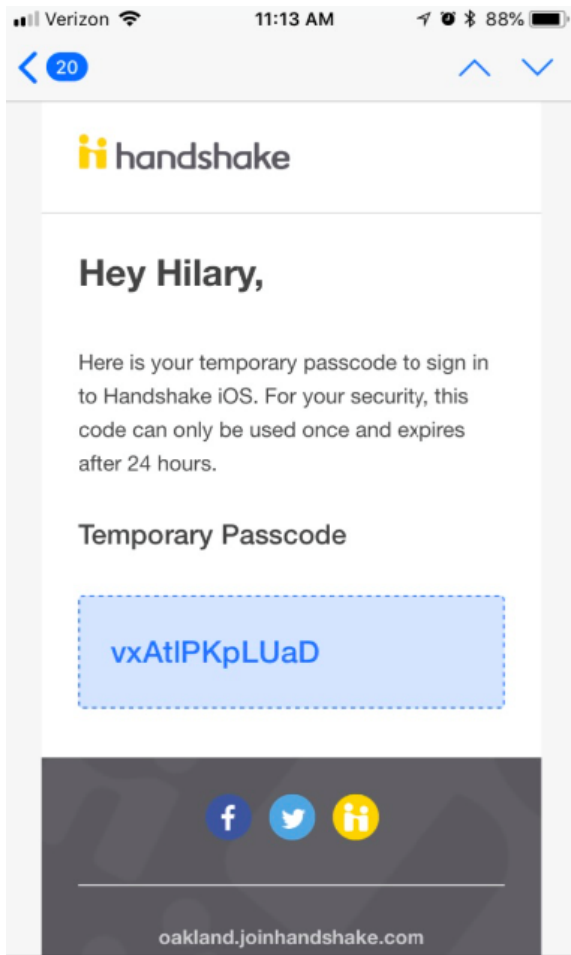 Verizon 11:13 AM 88%
20
handshake
Hey Hilary,
Here is your temporary passcode to sign in
to Handshake iOS. For your security, this
code can only be used once and expires
after 24 hours.
Temporary Passcode
vxAtlPKpLUaD
oakland.joinhandshake.com